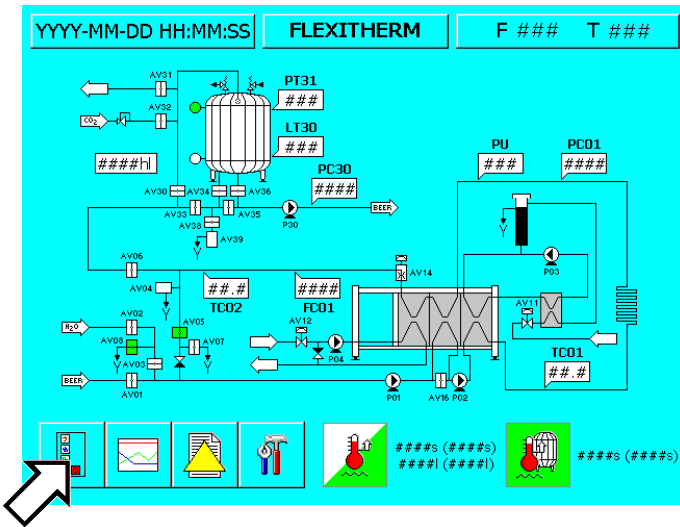 YYYY-MM-DD HH:MM:SS
FLEXITHERM
F ### T ###
AV31
PT31
###
AV32
CO2
LT30
###
PU
PC01
####hl
PC30
###
####
####
AV30
AV34
AV36
AV33
AV35
BEER
AV38
P30
AV39
AV06
P03
AV14
AV04
##.#
####
TC02
FC01
AV11
AV02
AV12
H2O
AV05
AV08
AV07
TC01
P04
AV03
##.#
BEER
AV01
P01
AV16
P02
####s (####s)
####l (####l)
####s (####s)